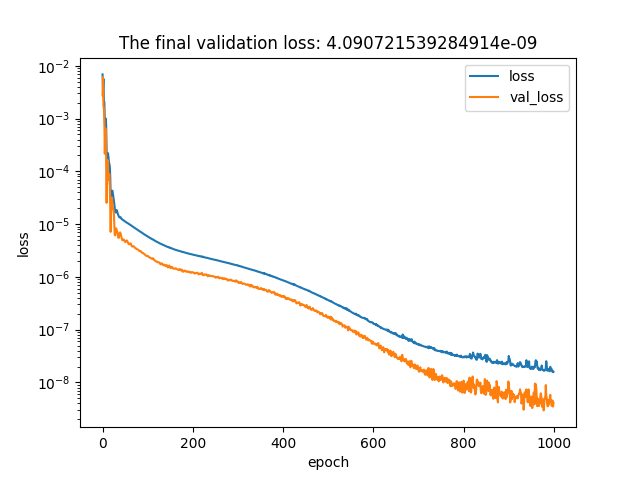 The final validation loss: 4.090721539284914e-09
loss
val_loss
10⁻²
10⁻³
10⁻⁴
10⁻⁵
10⁻⁶
10⁻⁷
10⁻⁸
loss
0 200 400 600 800 1000
epoch